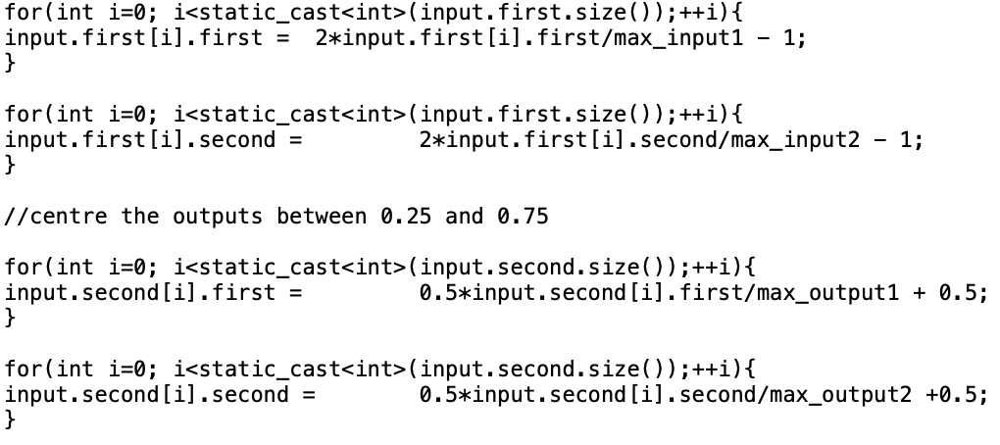 for(int i=0; i<static_cast<int>(input.first.size());++i){
input.first[i].first =  2*input.first[i].first/max_input1 - 1;
}
for(int i=0; i<static_cast<int>(input.first.size());++i){
input.first[i].second =         2*input.first[i].second/max_input2 - 1;
}
//centre the outputs between 0.25 and 0.75
for(int i=0; i<static_cast<int>(input.second.size());++i){
input.second[i].first =         0.5*input.second[i].first/max_output1 + 0.5;
}
for(int i=0; i<static_cast<int>(input.second.size());++i){
input.second[i].second =        0.5*input.second[i].second/max_output2 +0.5;
}